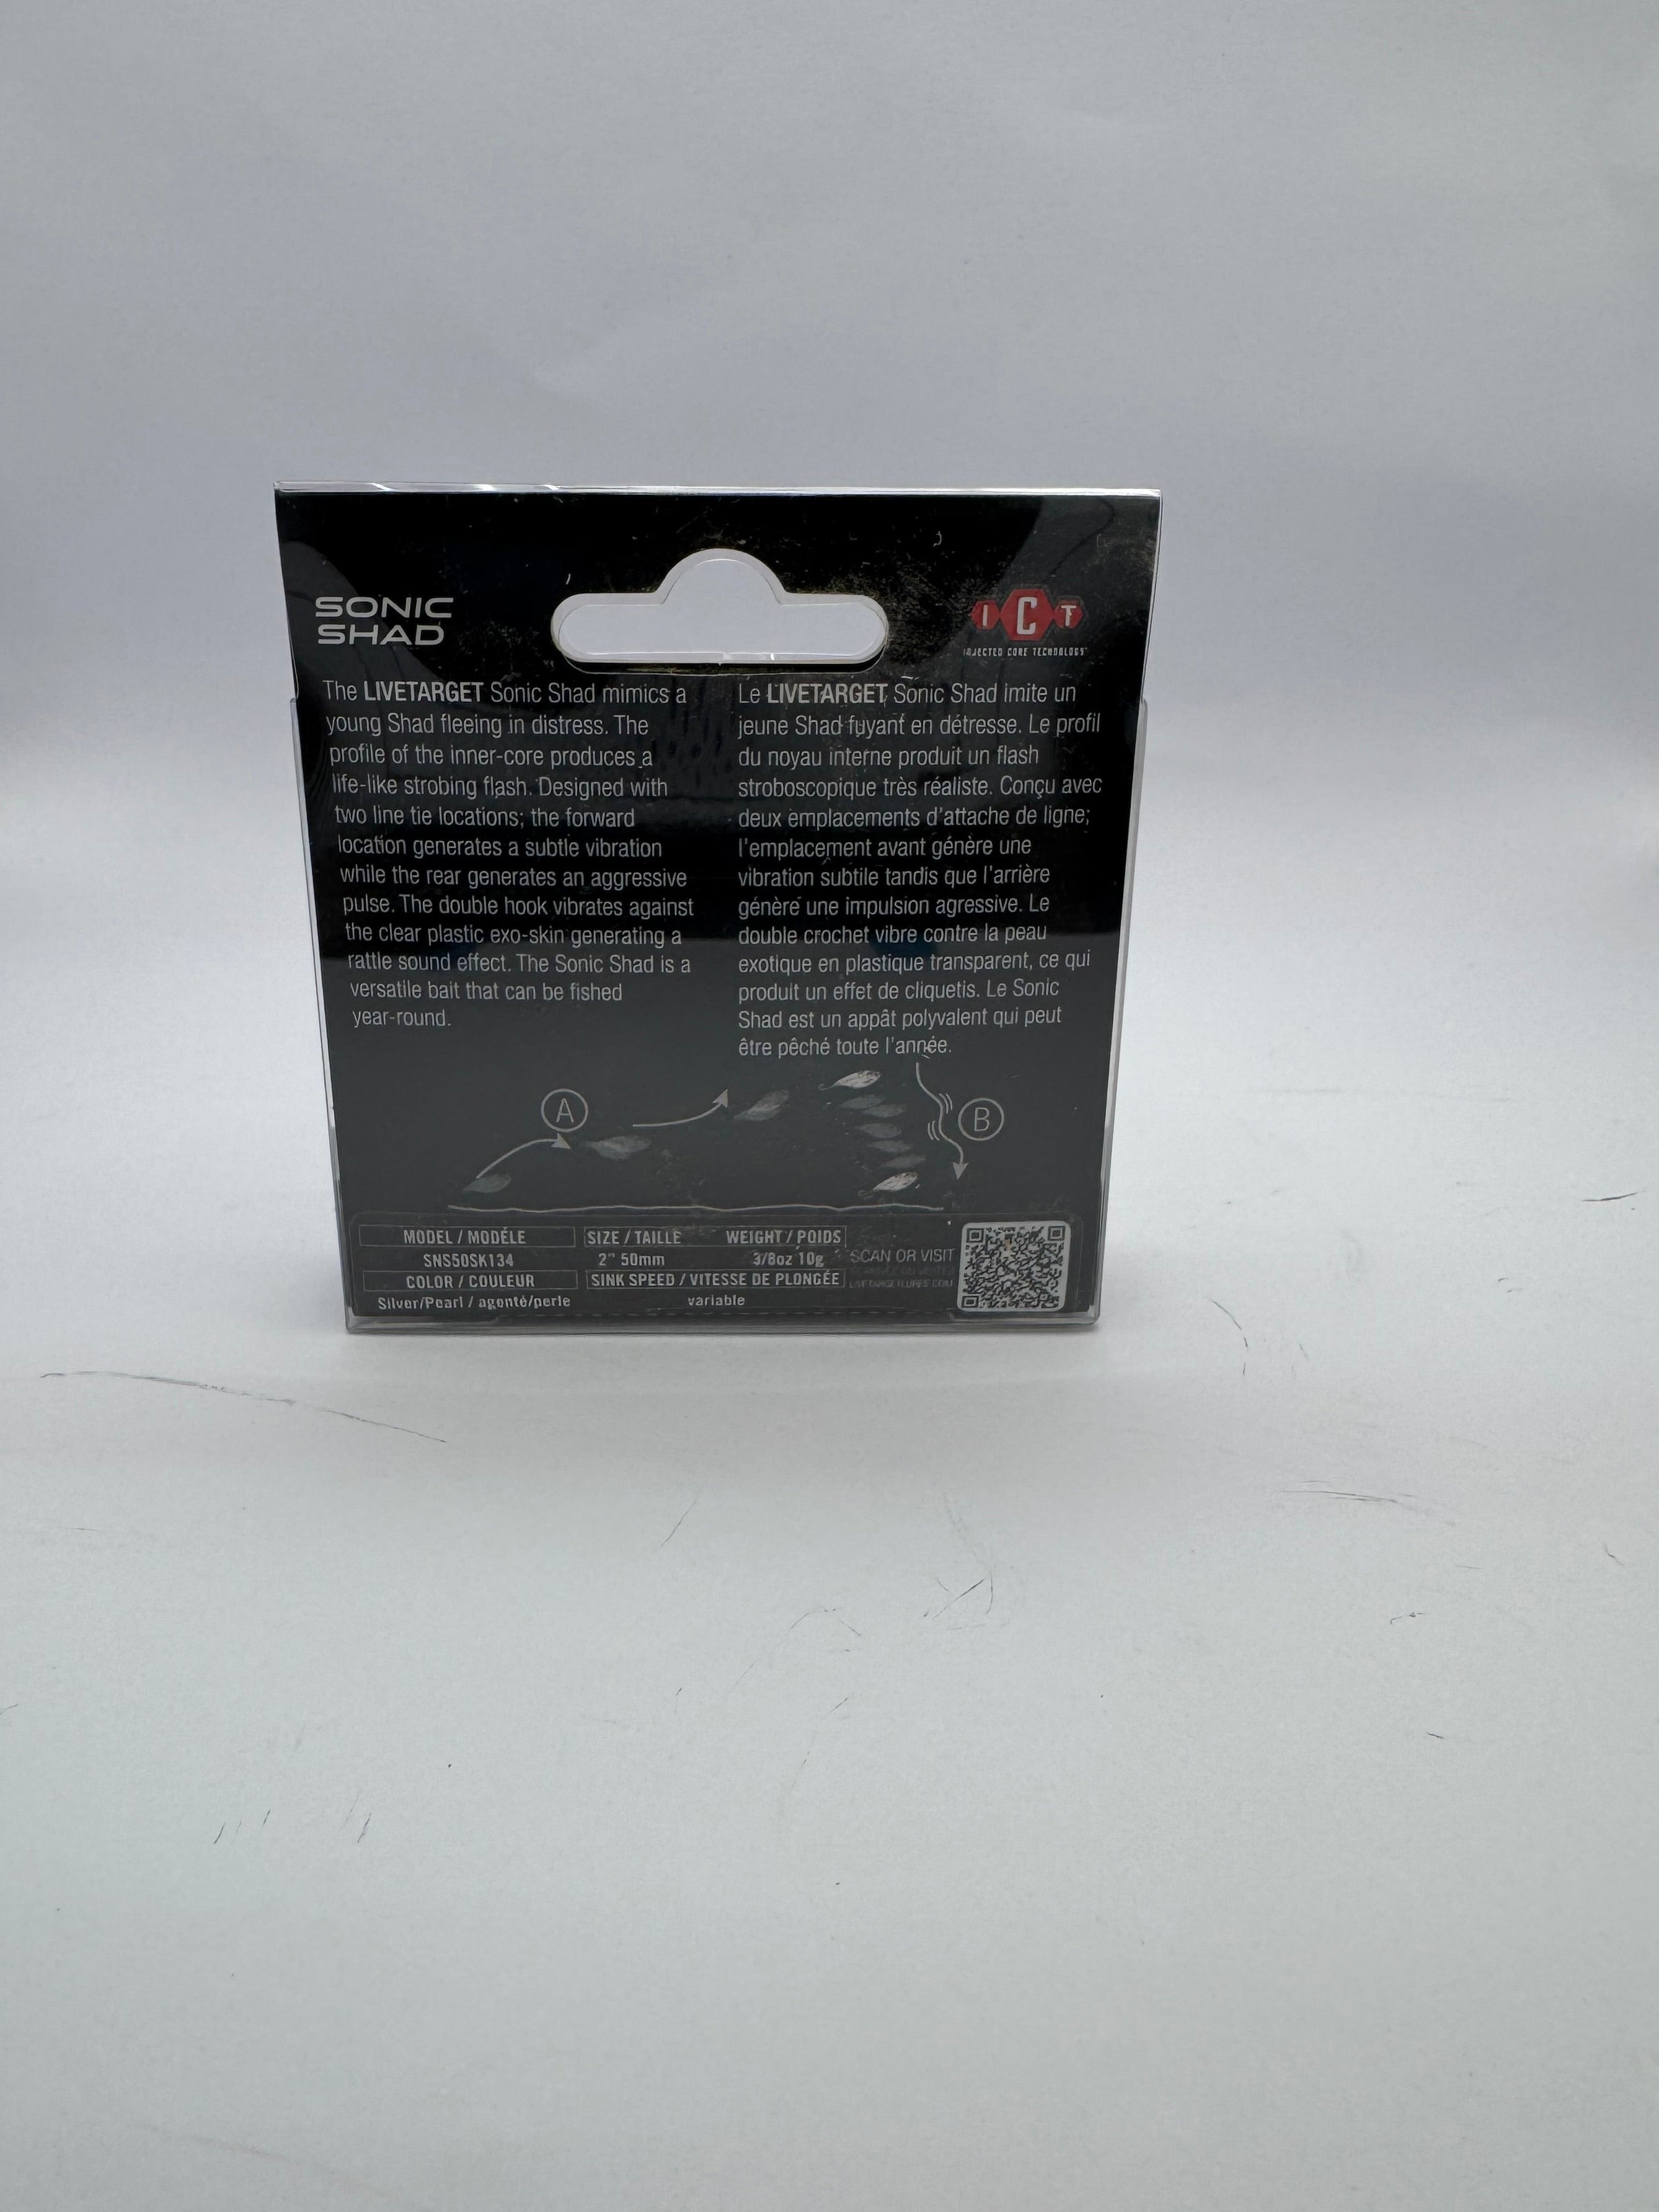 SONIC
SHAD
I C T
INJECTED CORE TECHNOLOGY
The LIVETARGET Sonic Shad mimics a
young Shad fleeing in distress. The
profile of the inner-core produces a
life-like strobing flash. Designed with
two line tie locations; the forward
location generates a subtle vibration
while the rear generates an aggressive
pulse. The double hook vibrates against
the clear plastic exo-skin generating a
rattle sound effect. The Sonic Shad is a
versatile bait that can be fished
year-round.
Le LIVETARGET Sonic Shad imite un
jeune Shad fuyant en détresse. Le profil
du noyau interne produit un flash
stroboscopique très réaliste. Conçu avec
deux emplacements d'attache de ligne;
l'emplacement avant génère une
vibration subtile tandis que l'arrière
génère une impulsion agressive. Le
double crochet vibre contre la peau
exotique en plastique transparent, ce qui
produit un effet de cliquetis. Le Sonic
Shad est un appât polyvalent qui peut
être pêché toute l'année.
A
B
MODEL / MODÉLE
SNS50SK134
COLOR / COULEUR
Silver/Pearl / agenté/perle
SIZE / TAILLE WEIGHT / POIDS
2" 50mm 3/8oz 10g
SINK SPEED / VITESSE DE PLONGÉE
variable
SCAN OR VISIT